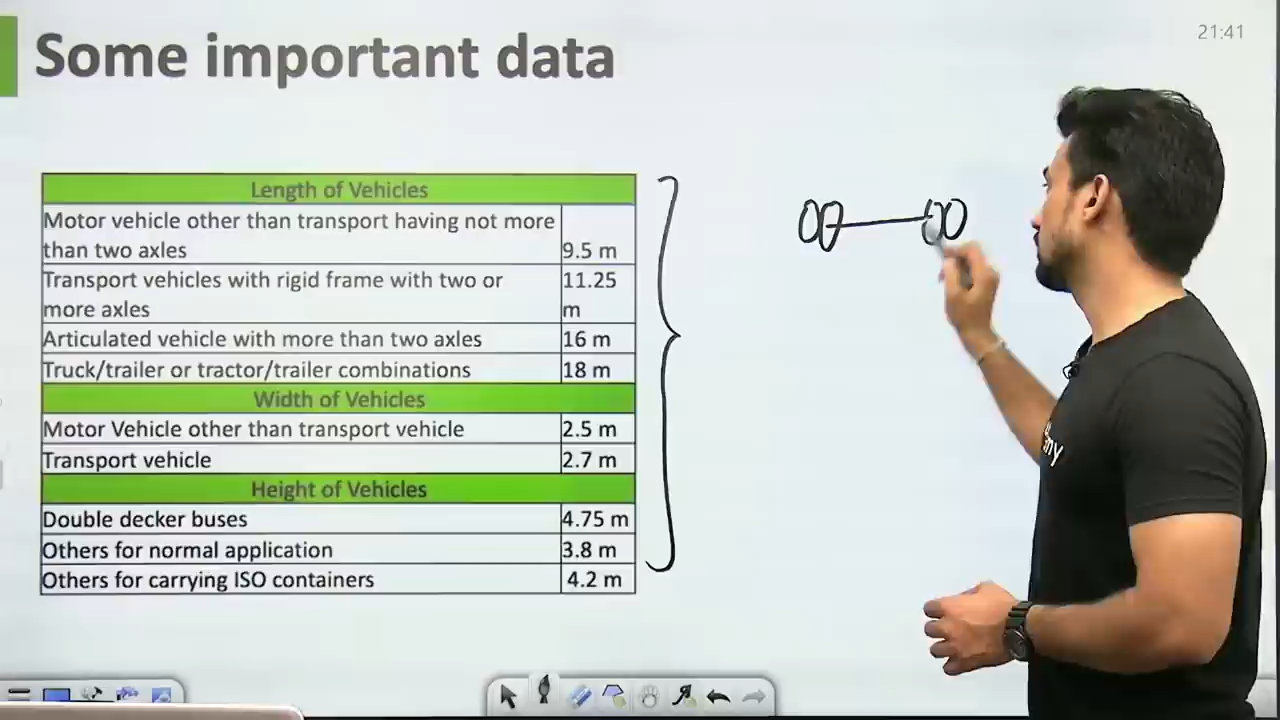 21:41
Some important data
Length of Vehicles
Motor vehicle other than transport having not more
than two axles
9.5 m
Transport vehicles with rigid frame with two or
more axles
11.25
m
Articulated vehicle with more than two axles
16 m
Truck/trailer or tractor/trailer combinations
18 m
Width of Vehicles
Motor Vehicle other than transport vehicle
2.5 m
Transport vehicle
2.7 m
Height of Vehicles
Double decker buses
4.75 m
Others for normal application
3.8 m
Others for carrying ISO containers
4.2 m